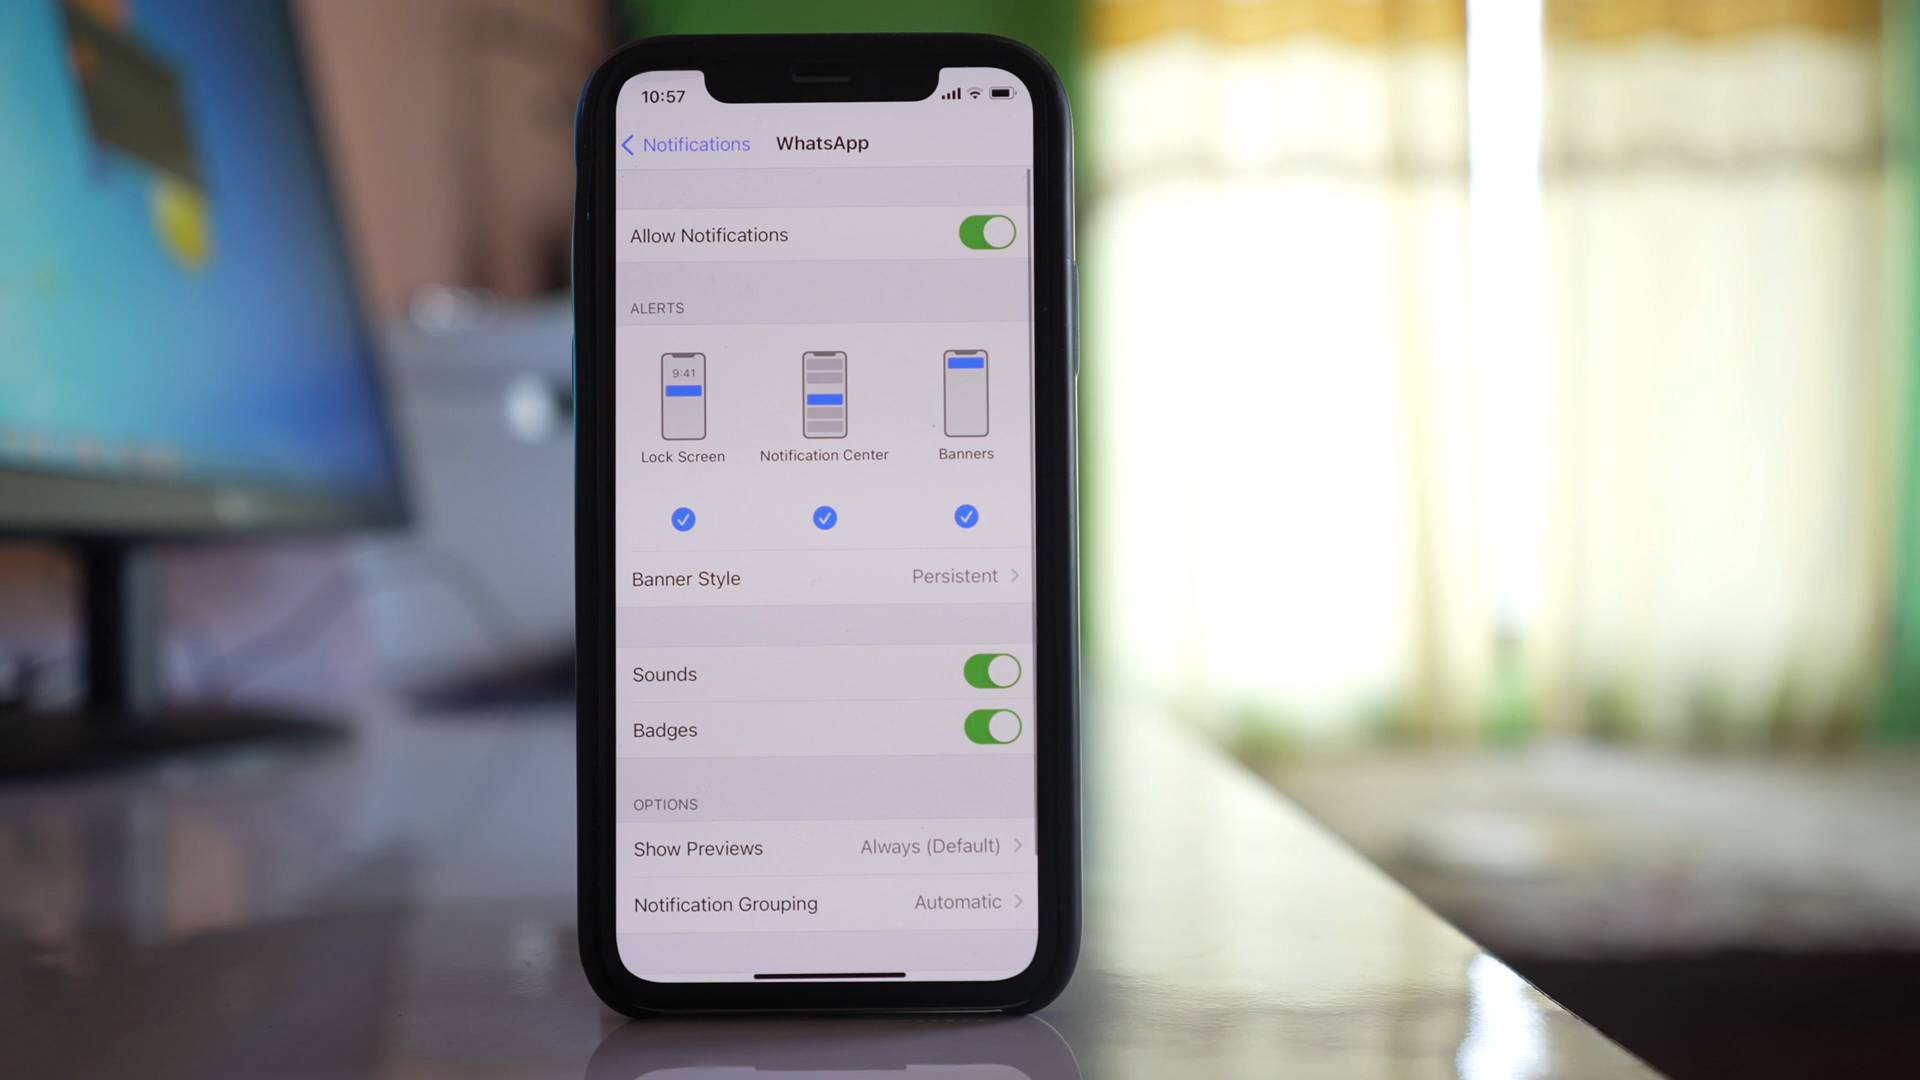 10:57
Notifications WhatsApp
Allow Notifications
ALERTS
9:41
Lock Screen Notification Center Banners
Banner Style Persistent
Sounds
Badges
OPTIONS
Show Previews Always (Default)
Notification Grouping Automatic